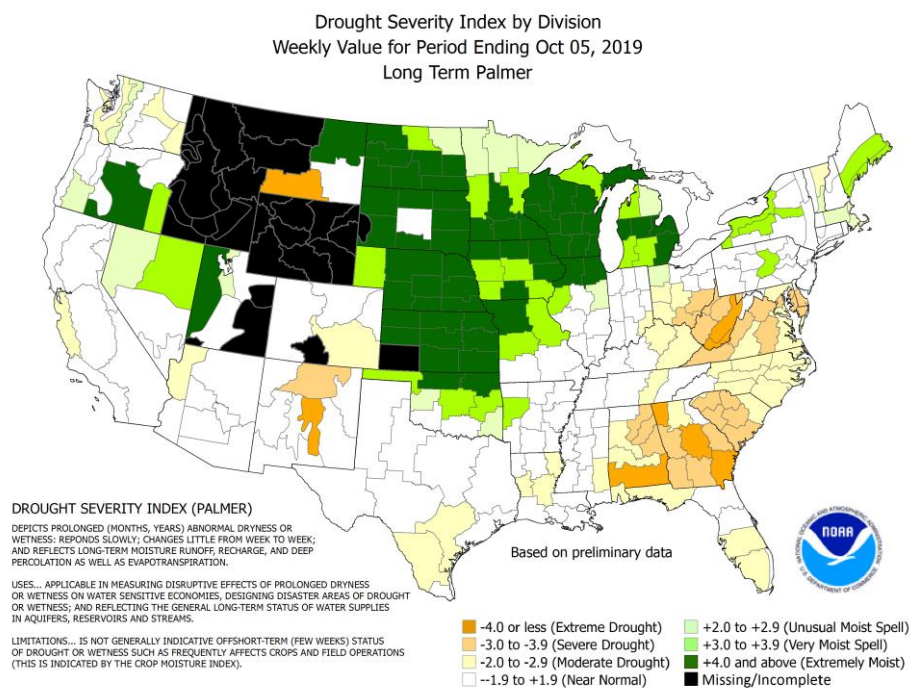 Drought Severity Index by Division
Weekly Value for Period Ending Oct 05, 2019
Long Term Palmer
DROUGHT SEVERITY INDEX (PALMER)
DEPICTS PROLONGED (MONTHS, YEARS) ABNORMAL DRYNESS OR
WETNESS: REPONDS SLOWLY; CHANGES LITTLE FROM WEEK TO WEEK;
AND REFLECTS LONG-TERM MOISTURE RUNOFF, RECHARGE, AND DEEP
PERCOLATION AS WELL AS EVAPOTRANSPIRATION.
USES... APPLICABLE IN MEASURING DISRUPTIVE EFFECTS OF PROLONGED DRYNESS
OR WETNESS ON WATER SENSITIVE ECONOMIES, DESIGNING DISASTER AREAS OF DROUGHT
OR WETNESS; AND REFLECTING THE GENERAL LONG-TERM STATUS OF WATER SUPPLIES
IN AQUIFERS, RESERVOIRS AND STREAMS.
LIMITATIONS... IS NOT GENERALLY INDICATIVE OFSHORT-TERM (FEW WEEKS) STATUS
OF DROUGHT OR WETNESS SUCH AS FREQUENTLY AFFECTS CROPS AND FIELD OPERATIONS
(THIS IS INDICATED BY THE CROP MOISTURE INDEX).
Based on preliminary data
NATIONAL OCEANIC AND ATMOSPHERIC ADMINISTRATION
NOAA
U.S. DEPARTMENT OF COMMERCE
-4.0 or less (Extreme Drought)
-3.0 to -3.9 (Severe Drought)
-2.0 to -2.9 (Moderate Drought)
--1.9 to +1.9 (Near Normal)
+2.0 to +2.9 (Unusual Moist Spell)
+3.0 to +3.9 (Very Moist Spell)
+4.0 and above (Extremely Moist)
Missing/Incomplete